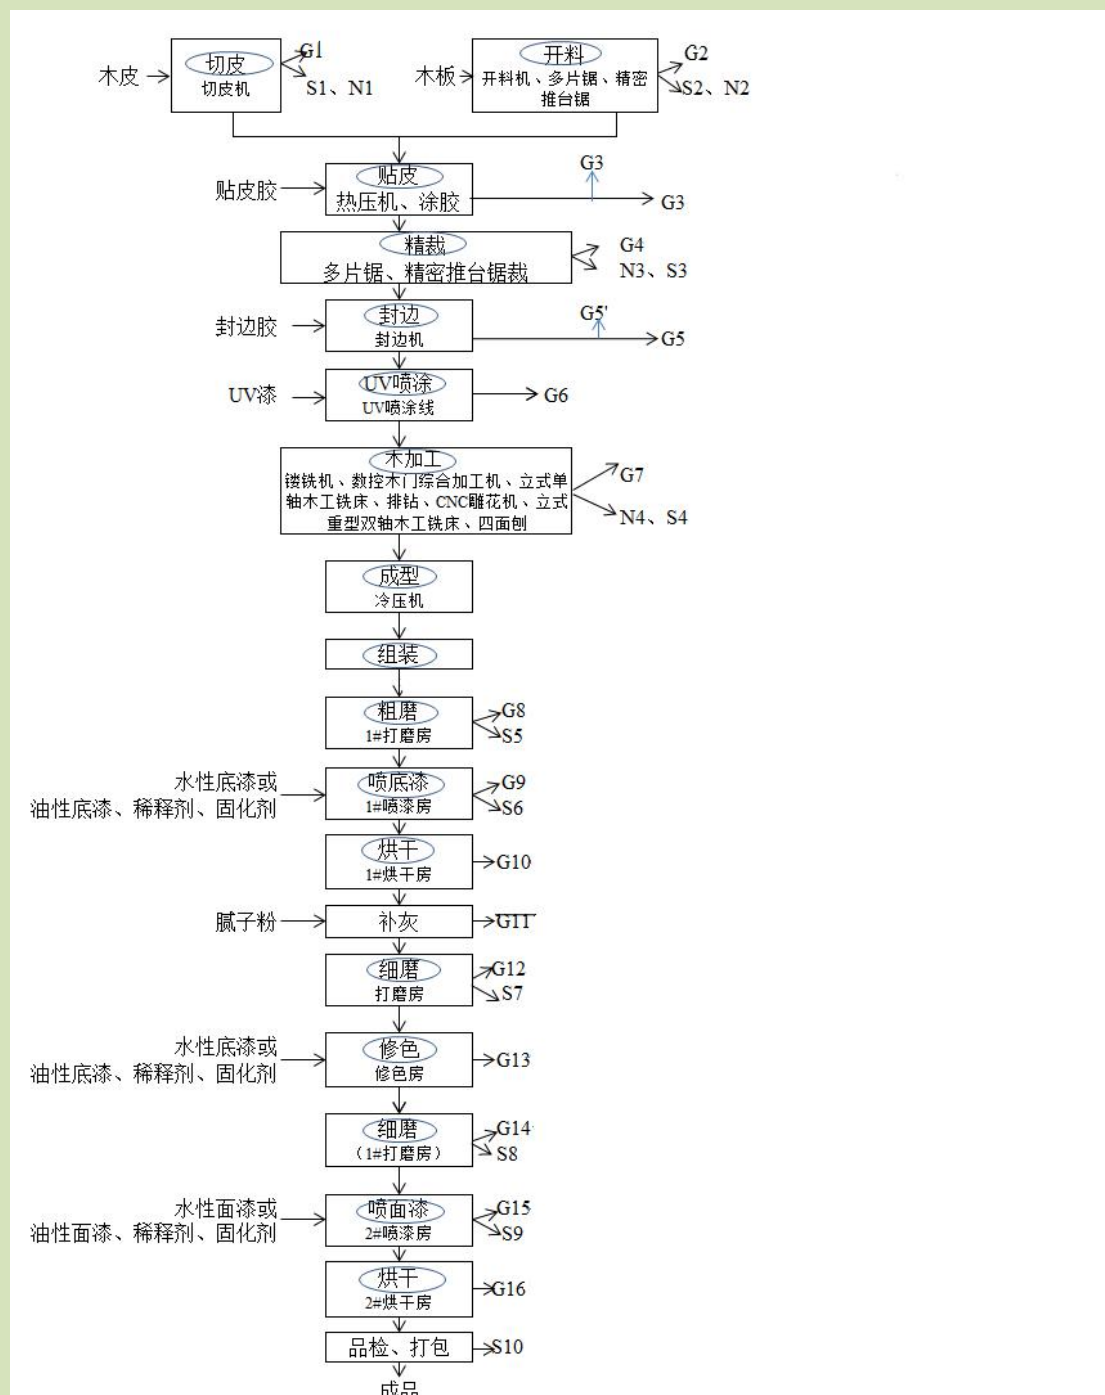 木皮
切皮
切皮机
G1
S1、N1
木板
开料
开料机、多片锯、精密
推台锯
G2
S2、N2
贴皮胶
贴皮
热压机、涂胶
G3
G3
精裁
多片锯、精密推台锯裁
G4
N3、S3
封边胶
封边
封边机
G5'
G5
UV漆
UV喷涂
UV喷涂线
G6
木加工
镂铣机、数控木门综合加工机、立式单
轴木工铣床、排钻、CNC雕花机、立式
重型双轴木工铣床、四面刨
G7
N4、S4
成型
冷压机
组装
粗磨
1#打磨房
G8
S5
水性底漆或
油性底漆、稀释剂、固化剂
喷底漆
1#喷漆房
G9
S6
烘干
1#烘干房
G10
腻子粉
补灰
G11
细磨
打磨房
G12
S7
水性底漆或
油性底漆、稀释剂、固化剂
修色
修色房
G13
细磨
(1#打磨房)
G14
S8
水性面漆或
油性面漆、稀释剂、固化剂
喷面漆
2#喷漆房
G15
S9
烘干
2#烘干房
G16
品检、打包
S10
成品